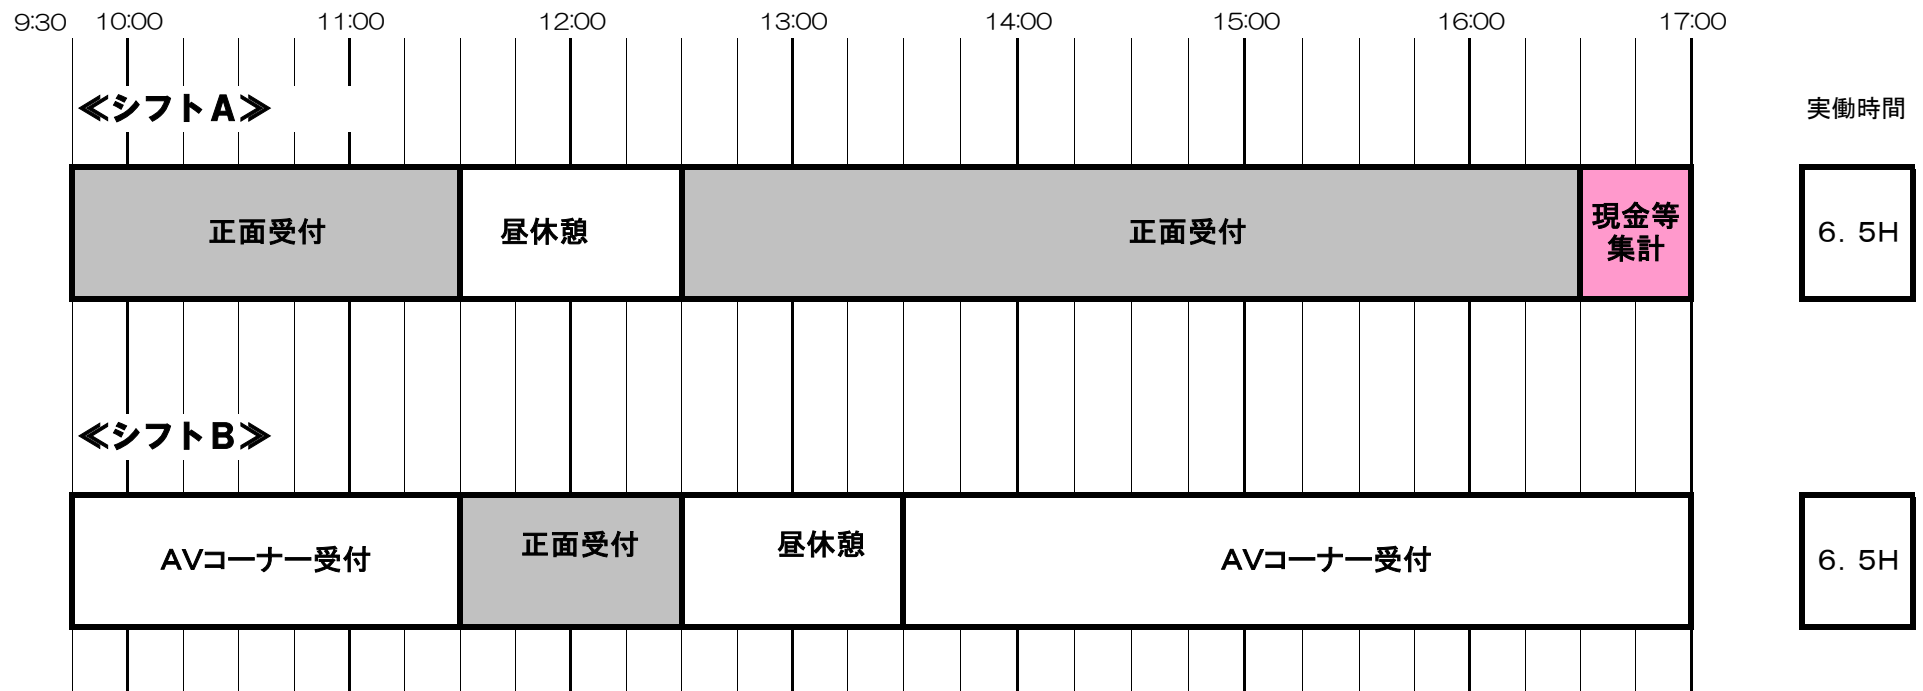 9:30 10:00 11:00 12:00 13:00 14:00 15:00 16:00 17:00
≪シフトA≫
実働時間
正面受付
昼休憩
正面受付
現金等
集計
6．5H
≪シフトB≫
AVコーナー受付
正面受付
昼休憩
AVコーナー受付
6．5H